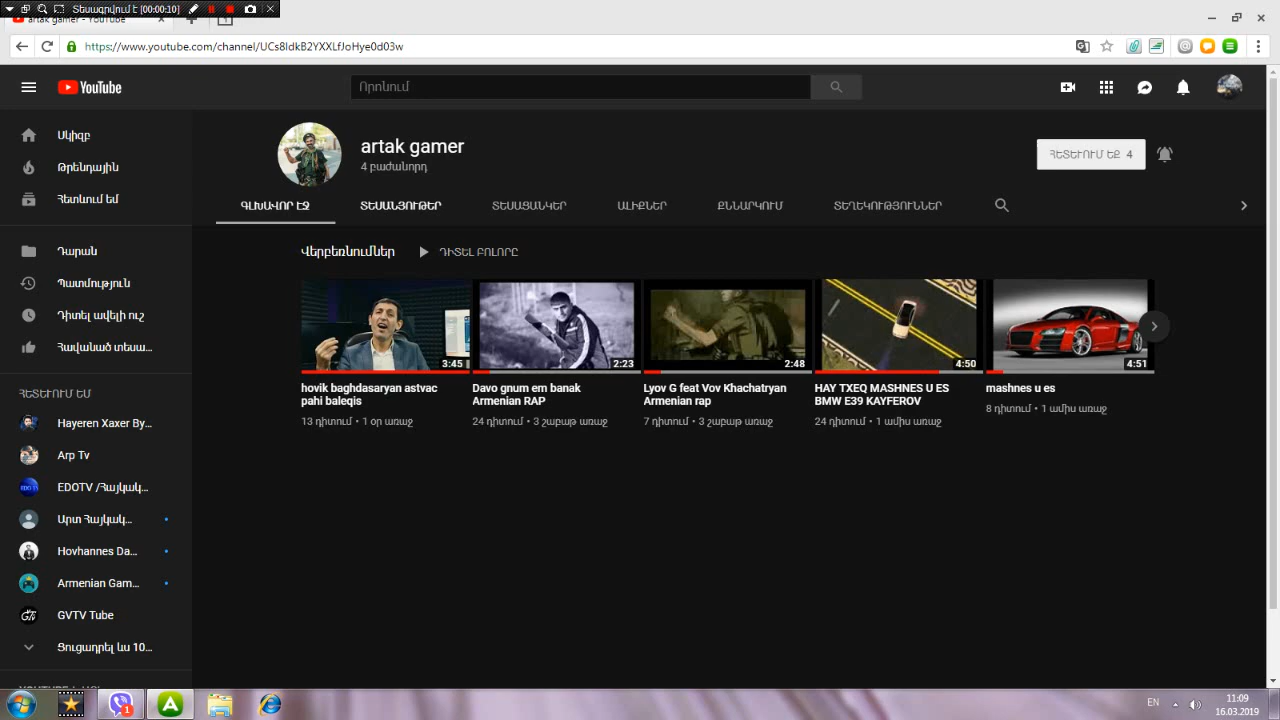 Տեսագրվում է [00:00:10]
artak gamer - YouTube
https://www.youtube.com/channel/UCs8IdkB2YXXLfJoHye0d03w
YouTube
Որոնում
Սկիզբ
Թրենդային
Հետևում եմ
Դարան
Պատմություն
Դիտել ավելի ուշ
Հավանած տեսա...
ՀԵՏԵՒՈՒՄ ԵՄ
Hayeren Xaxer By...
Arp Tv
EDOTV /Հայկակ...
Արտ Հայկակ...
Hovhannes Da...
Armenian Gam...
GVTV Tube
Ցուցադրել ևս 10...
artak gamer
4 բաժանորդ
ՀԵՏԵՒՈՒՄ ԵՔ 4
ԳԼԽԱՎՈՐ ԷՋ
ՏԵՍԱՆՅՈՒԹԵՐ
ՏԵՍԱՑԱՆԿԵՐ
ԱԼԻՔՆԵՐ
ՔՆՆԱՐԿՈՒՄ
ՏԵՂԵԿՈՒԹՅՈՒՆՆԵՐ
Վերբեռնումներ
ԴԻՏԵԼ ԲՈԼՈՐԸ
3:45
hovik baghdasaryan astvac
pahi baleqis
13 դիտում • 1 օր առաջ
2:23
Davo gnum em banak
Armenian RAP
24 դիտում • 3 շաբաթ առաջ
2:48
Lyov G feat Vov Khachatryan
Armenian rap
7 դիտում • 3 շաբաթ առաջ
4:50
HAY TXEQ MASHNES U ES
BMW E39 KAYFEROV
24 դիտում • 1 ամիս առաջ
4:51
mashnes u es
8 դիտում • 1 ամիս առաջ
1
EN
11:09
16.03.2019